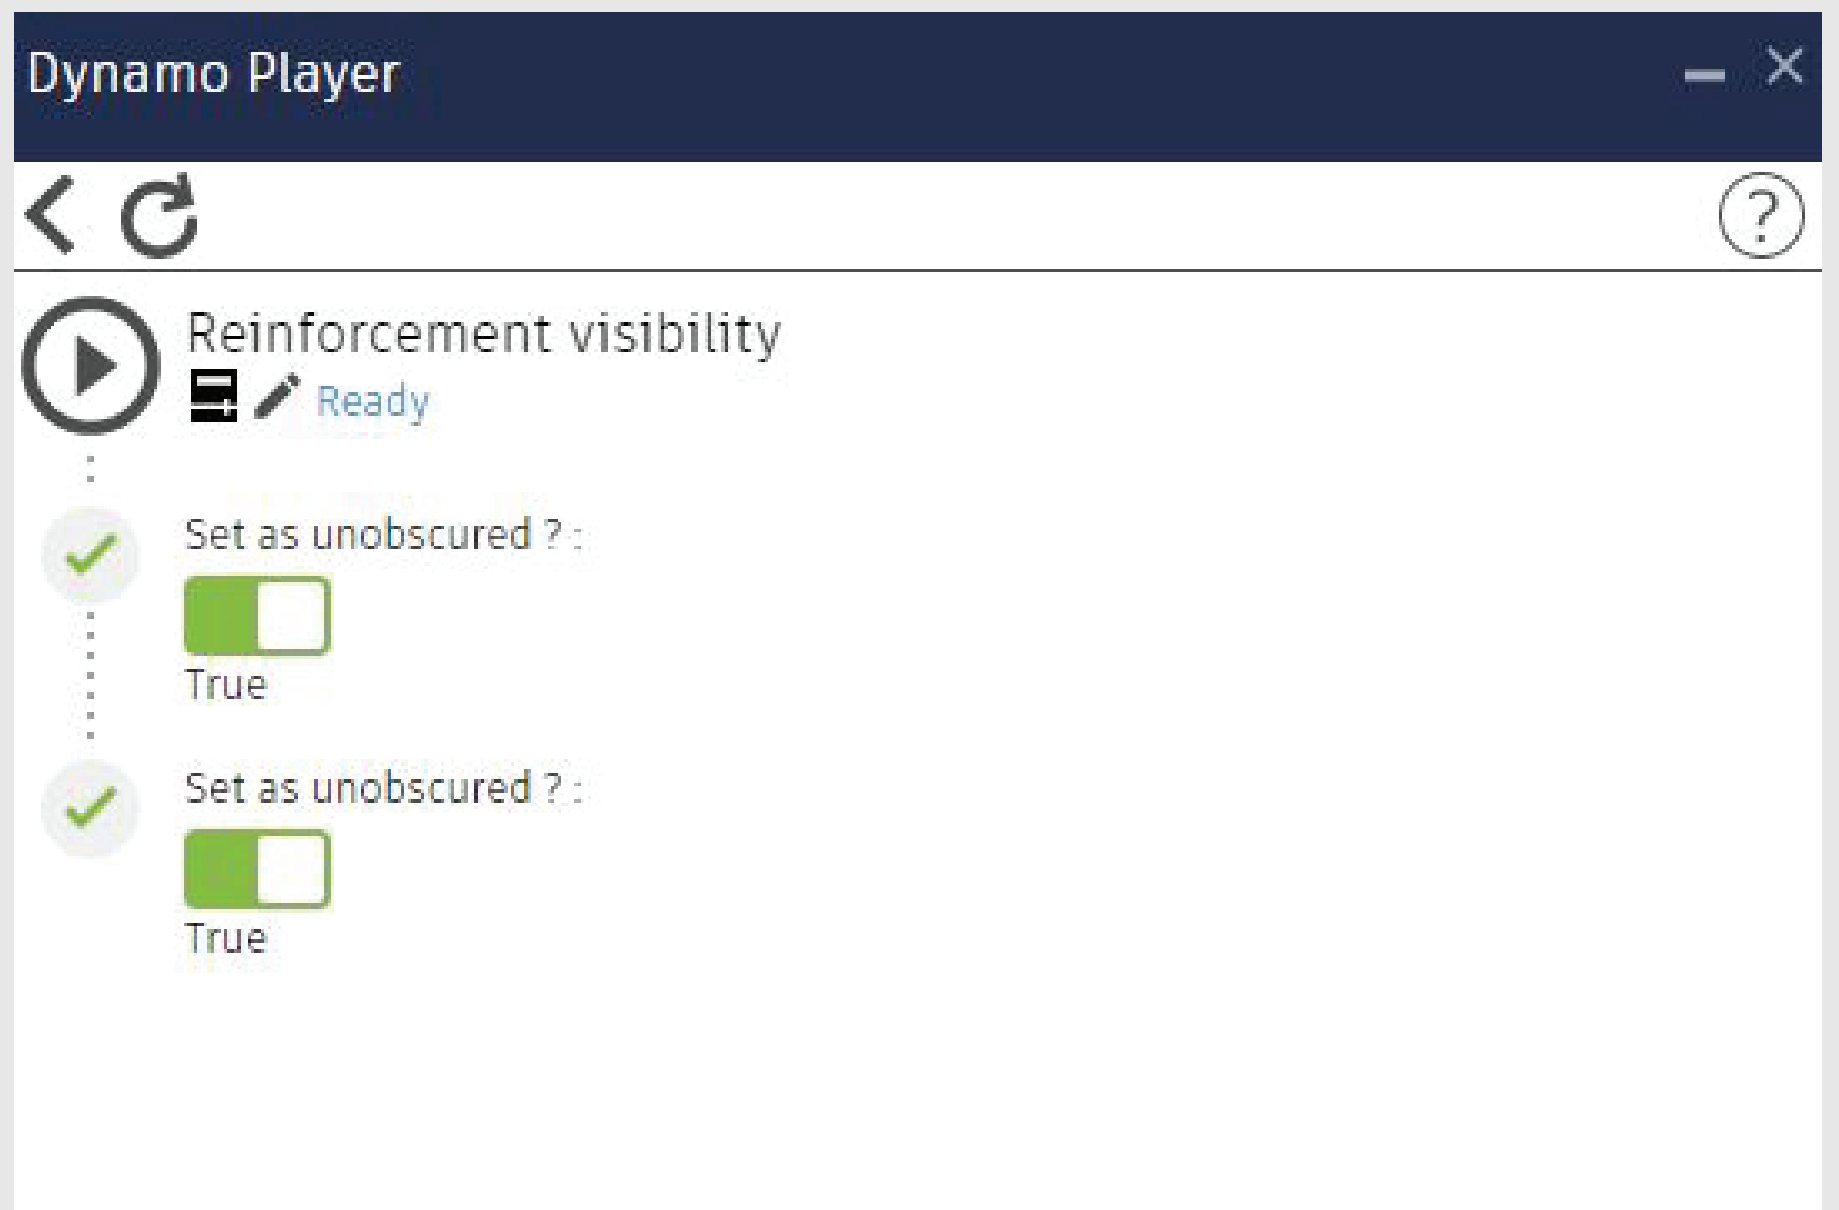 Dynamo Player
?
Reinforcement visibility
Ready
Set as unobscured ? :
True
Set as unobscured ? :
True